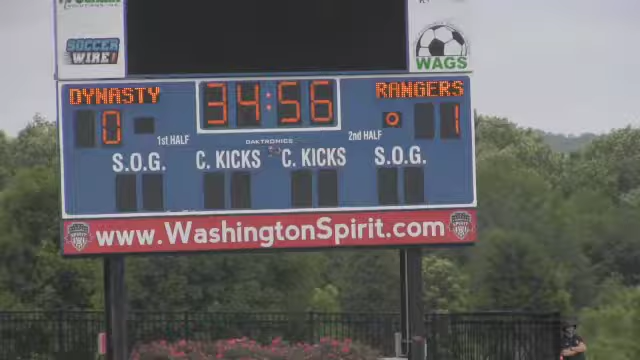 SOCCER
WIRE
WAGS
DYNASTY 34:56 RANGERS
0 1
1st HALF DAKTRONICS 2nd HALF
S.O.G. C. KICKS C. KICKS S.O.G.
www.WashingtonSpirit.com